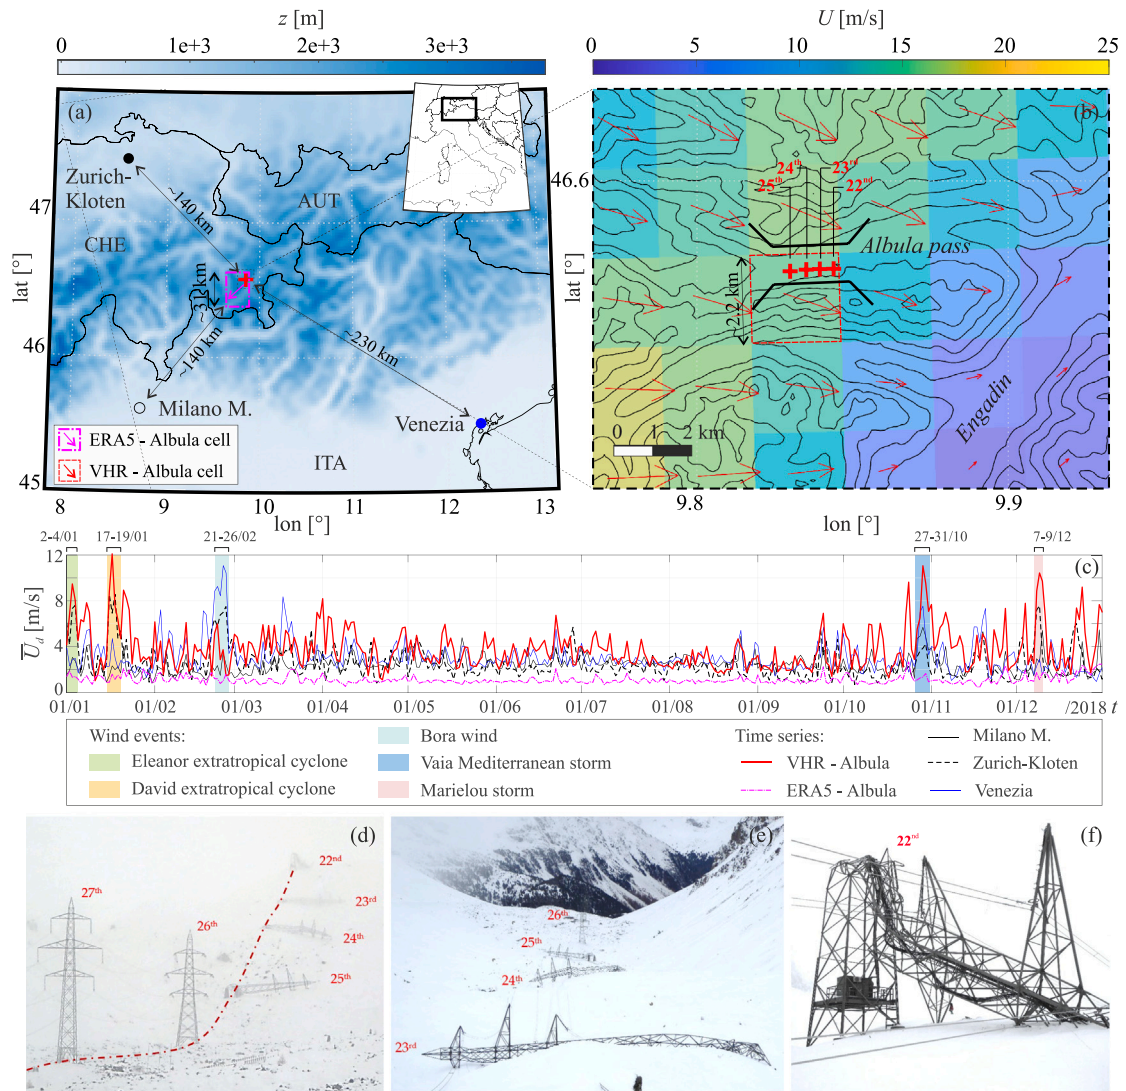 z [m]
0 1e+3 2e+3 3e+3
U [m/s]
0 5 10 15 20 25
(a)
Zurich-
Kloten
~140 km
AUT
CHE
~31 km
~140 km
~230 km
Milano M.
Venezia
ITA
ERA5 - Albula cell
VHR - Albula cell
47
46
45
lat [°]
8 9 10 11 12 13
lon [°]
(b)
24th 23rd
25th 22nd
46.6
lat [°]
Albula pass
~2.2 km
Engadin
0 1 2 km
9.8 9.9
lon [°]
2-4/01 17-19/01 21-26/02 27-31/10 7-9/12
(c)
12
8
4
0
U̅d [m/s]
01/01 01/02 01/03 01/04 01/05 01/06 01/07 01/08 01/09 01/10 01/11 01/12 /2018 t
Wind events:
Eleanor extratropical cyclone
David extratropical cyclone
Bora wind
Vaia Mediterranean storm
Marielou storm
Time series:
VHR - Albula
ERA5 - Albula
Milano M.
Zurich-Kloten
Venezia
(d)
22nd
27th
23rd
26th
24th
25th
(e)
26th
25th
24th
23rd
(f)
22nd